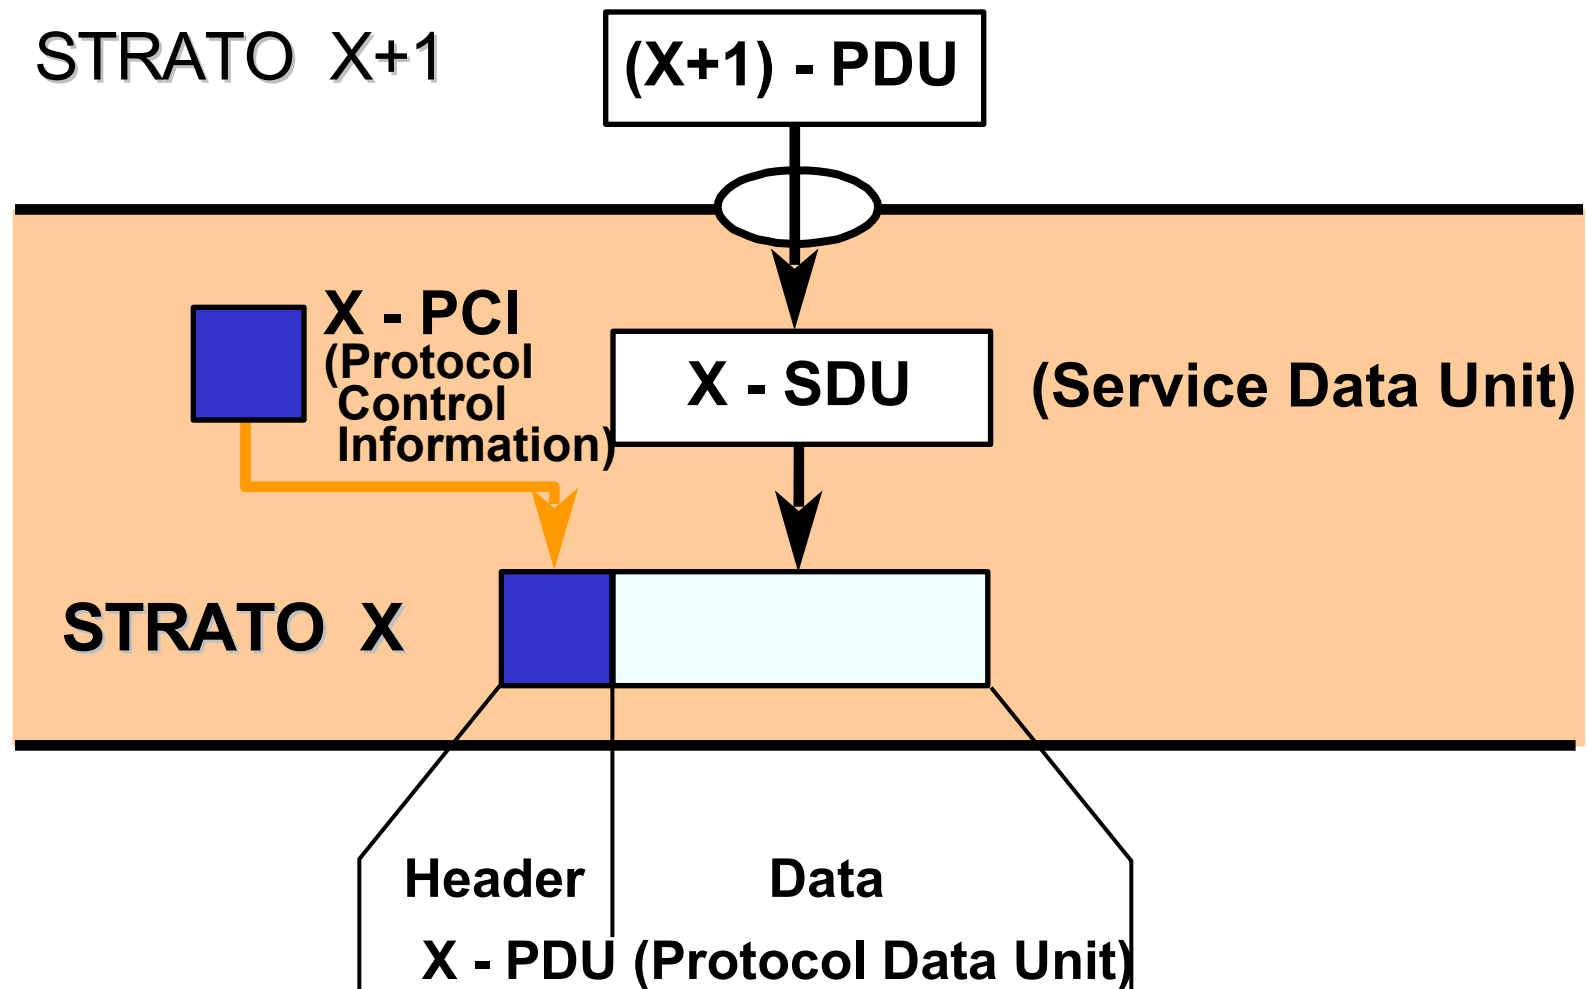 STRATO X+1
(X+1) - PDU
X - PCI
(Protocol
Control
Information)
X - SDU
(Service Data Unit)
STRATO X
Header
Data
X - PDU (Protocol Data Unit)